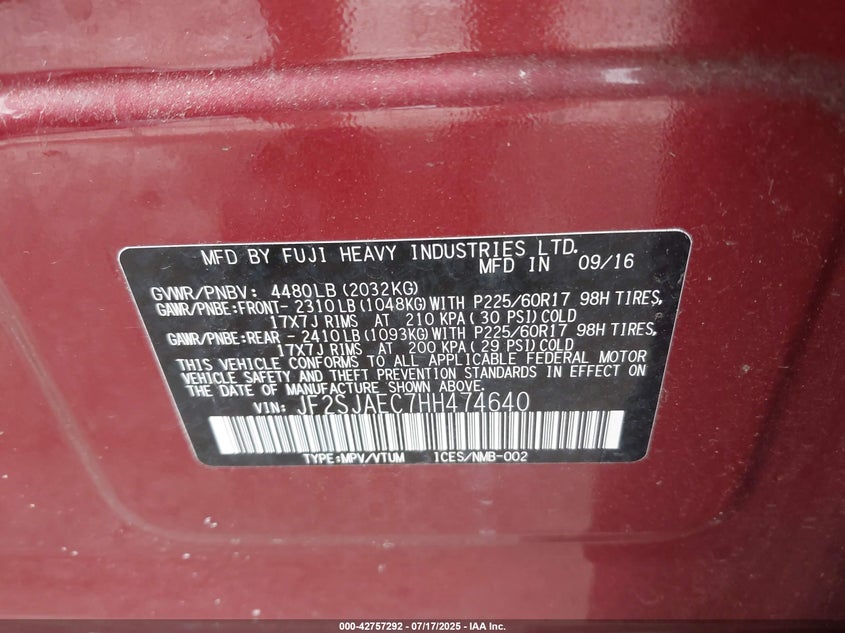 MFD BY FUJI HEAVY INDUSTRIES LTD.
MFD IN 09/16
GVWR/PNBV: 4480LB(2032KG)
GAWR/PNBE:FRONT- 2310LB(1048KG)WITH P225/60R17 98H TIRES,
17X7J RIMS AT 210 KPA(30 PSI)COLD
GAWR/PNBE:REAR - 2410LB(1093KG)WITH P225/60R17 98H TIRES,
17X7J RIMS AT 200 KPA(29 PSI)COLD
THIS VEHICLE CONFORMS TO ALL APPLICABLE FEDERAL MOTOR
VEHICLE SAFETY AND THEFT PREVENTION STANDARDS IN EFFECT ON
THE DATE OF MANUFACTURE SHOWN ABOVE.
VIN: JF2SJAEC7HH474640
TYPE:MPV/VTUM ICES/NMB-002
000-42757292 - 07/17/2025 - IAA Inc.